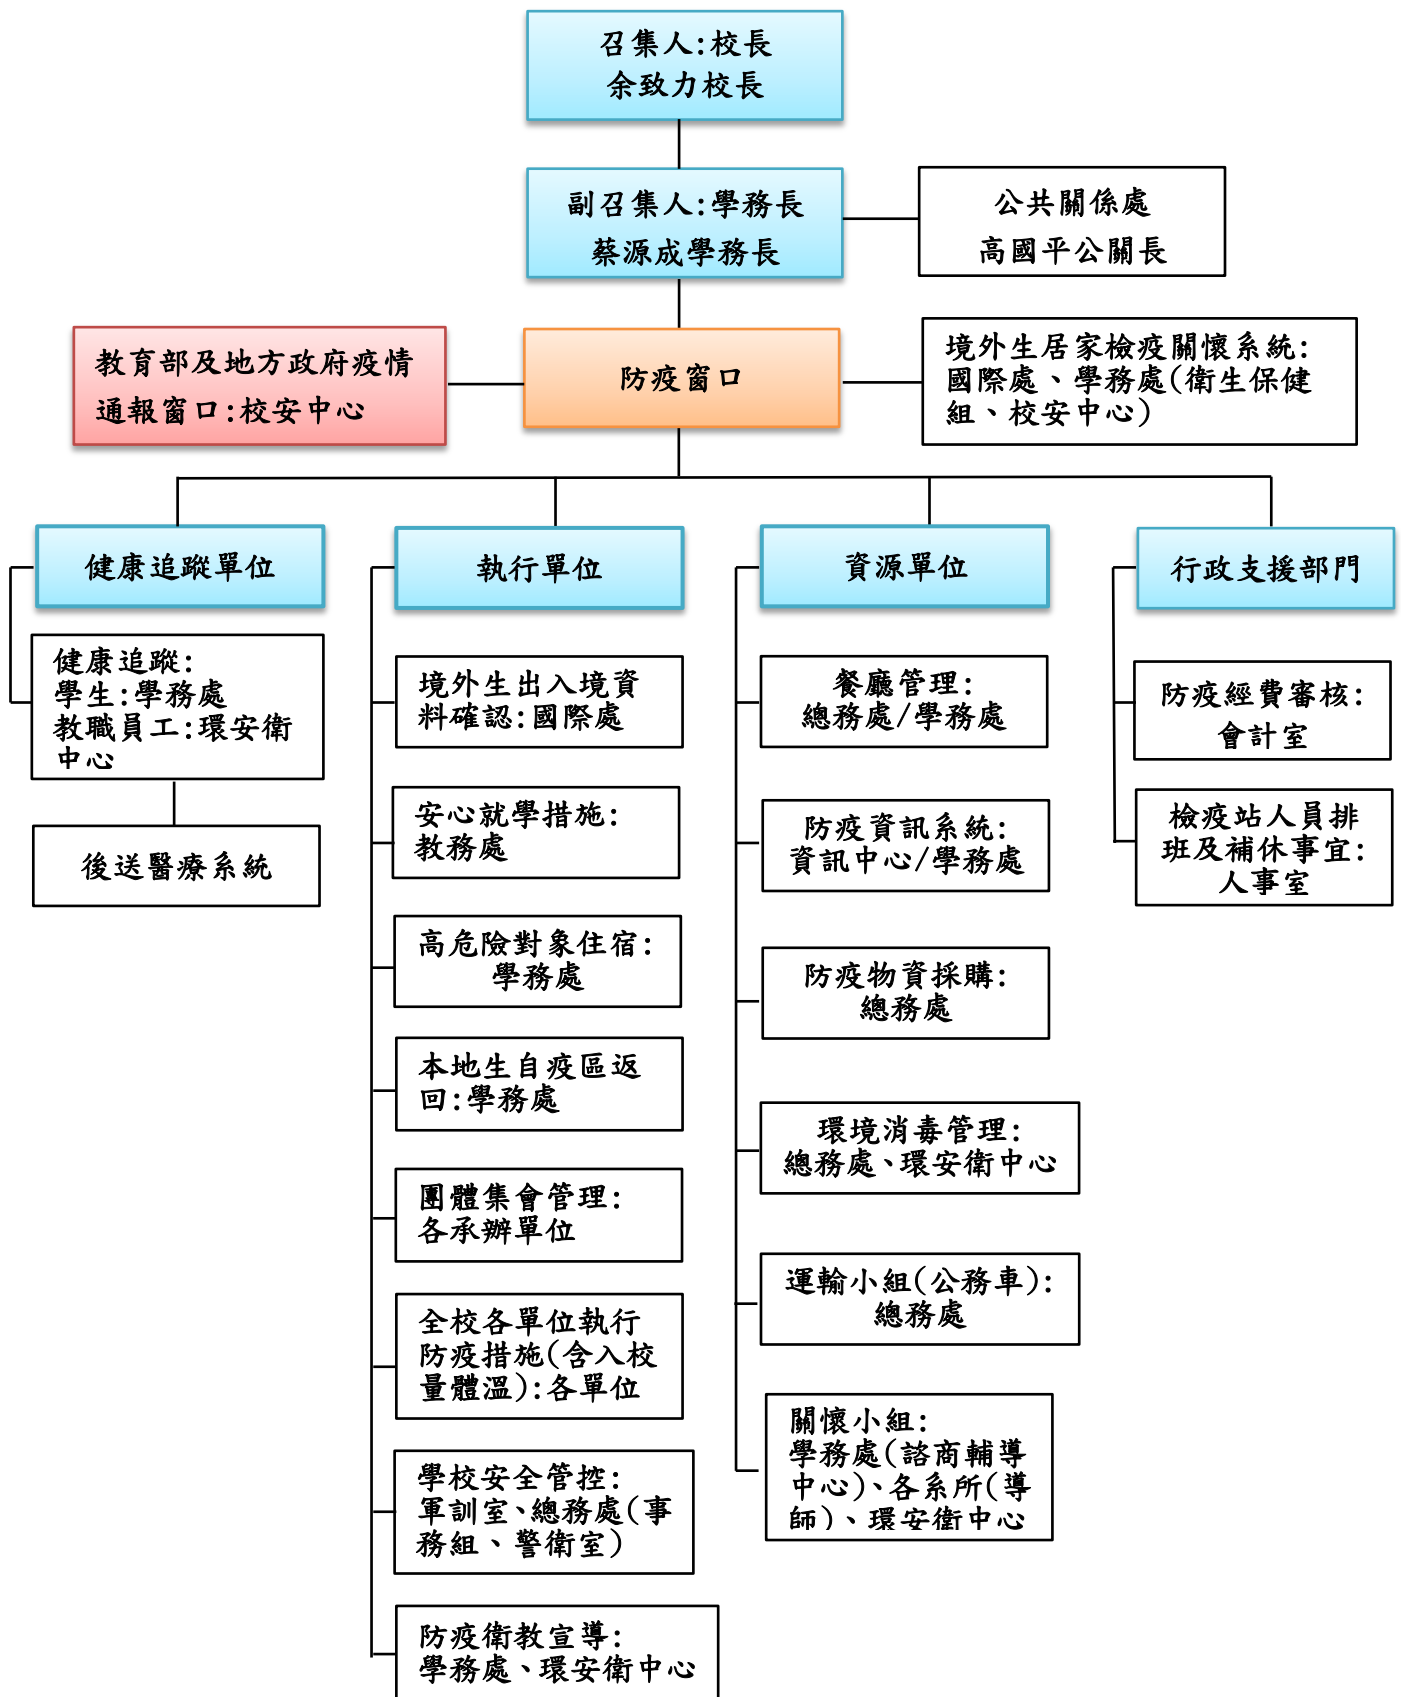 召集人:校長
余致力校長
副召集人:學務長
蔡源成學務長
公共關係處
高國平公關長
教育部及地方政府疫情
通報窗口:校安中心
防疫窗口
境外生居家檢疫關懷系統:
國際處、學務處(衛生保健
組、校安中心)
健康追蹤單位
健康追蹤:
學生:學務處
教職員工:環安衛
中心
後送醫療系統
執行單位
境外生出入境資
料確認:國際處
安心就學措施:
教務處
高危險對象住宿:
學務處
本地生自疫區返
回:學務處
團體集會管理:
各承辦單位
全校各單位執行
防疫措施(含入校
量體溫):各單位
學校安全管控:
軍訓室、總務處(事
務組、警衛室)
防疫衛教宣導:
學務處、環安衛中心
資源單位
餐廳管理:
總務處/學務處
防疫資訊系統:
資訊中心/學務處
防疫物資採購:
總務處
環境消毒管理:
總務處、環安衛中心
運輸小組(公務車):
總務處
關懷小組:
學務處(諮商輔導
中心)、各系所(導
師)、環安衛中心
行政支援部門
防疫經費審核:
會計室
檢疫站人員排
班及補休事宜:
人事室